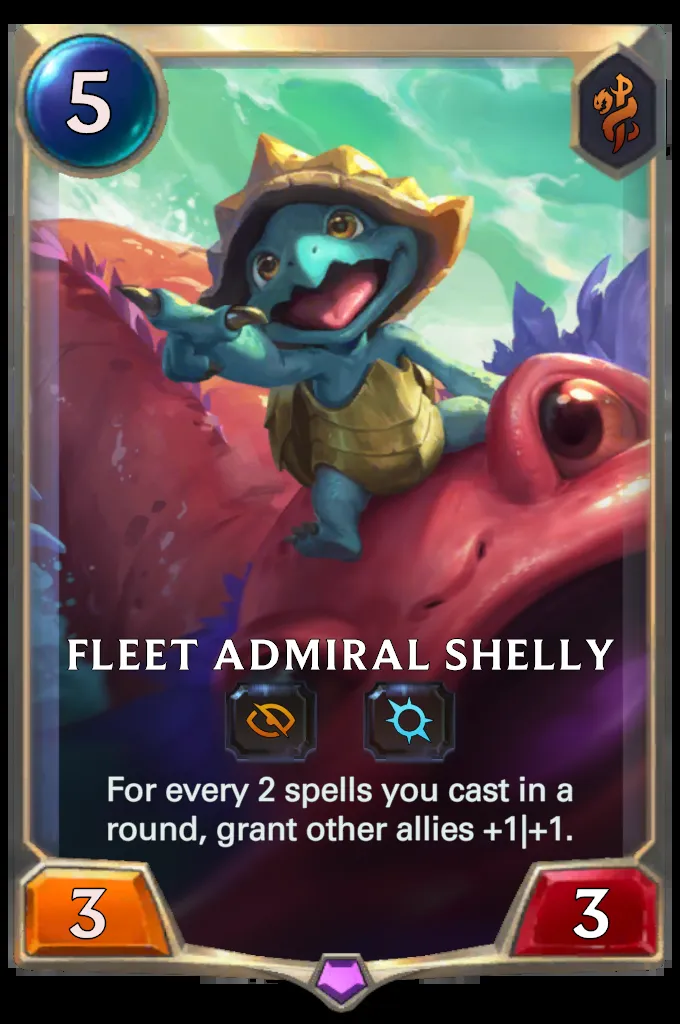 5
FLEET ADMIRAL SHELLY
For every 2 spells you cast in a
round, grant other allies +1|+1.
3
3